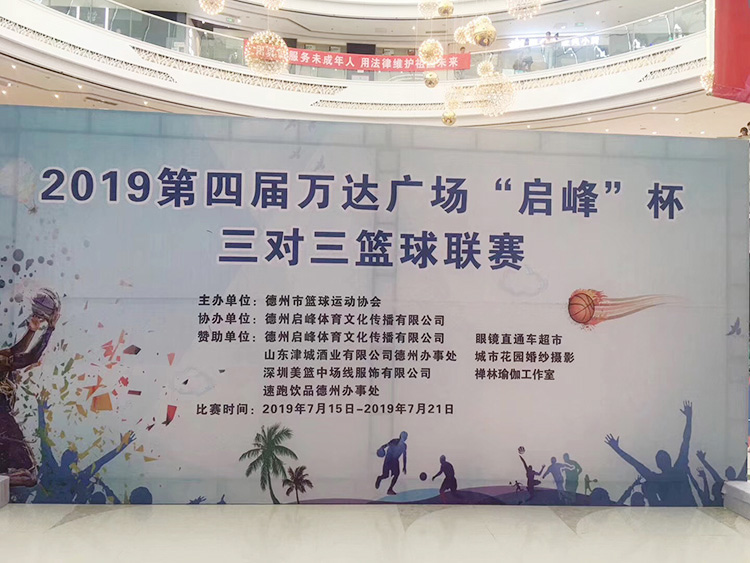 服务未成年人 用法律维护祖国未来
2019第四届万达广场“启峰”杯
三对三篮球联赛
主办单位：德州市篮球运动协会
协办单位：德州启峰体育文化传播有限公司
赞助单位：德州启峰体育文化传播有限公司 眼镜直通车超市
山东津城酒业有限公司德州办事处 城市花园婚纱摄影
深圳美篮中场线服饰有限公司 禅林瑜伽工作室
速跑饮品德州办事处
比赛时间：2019年7月15日-2019年7月21日